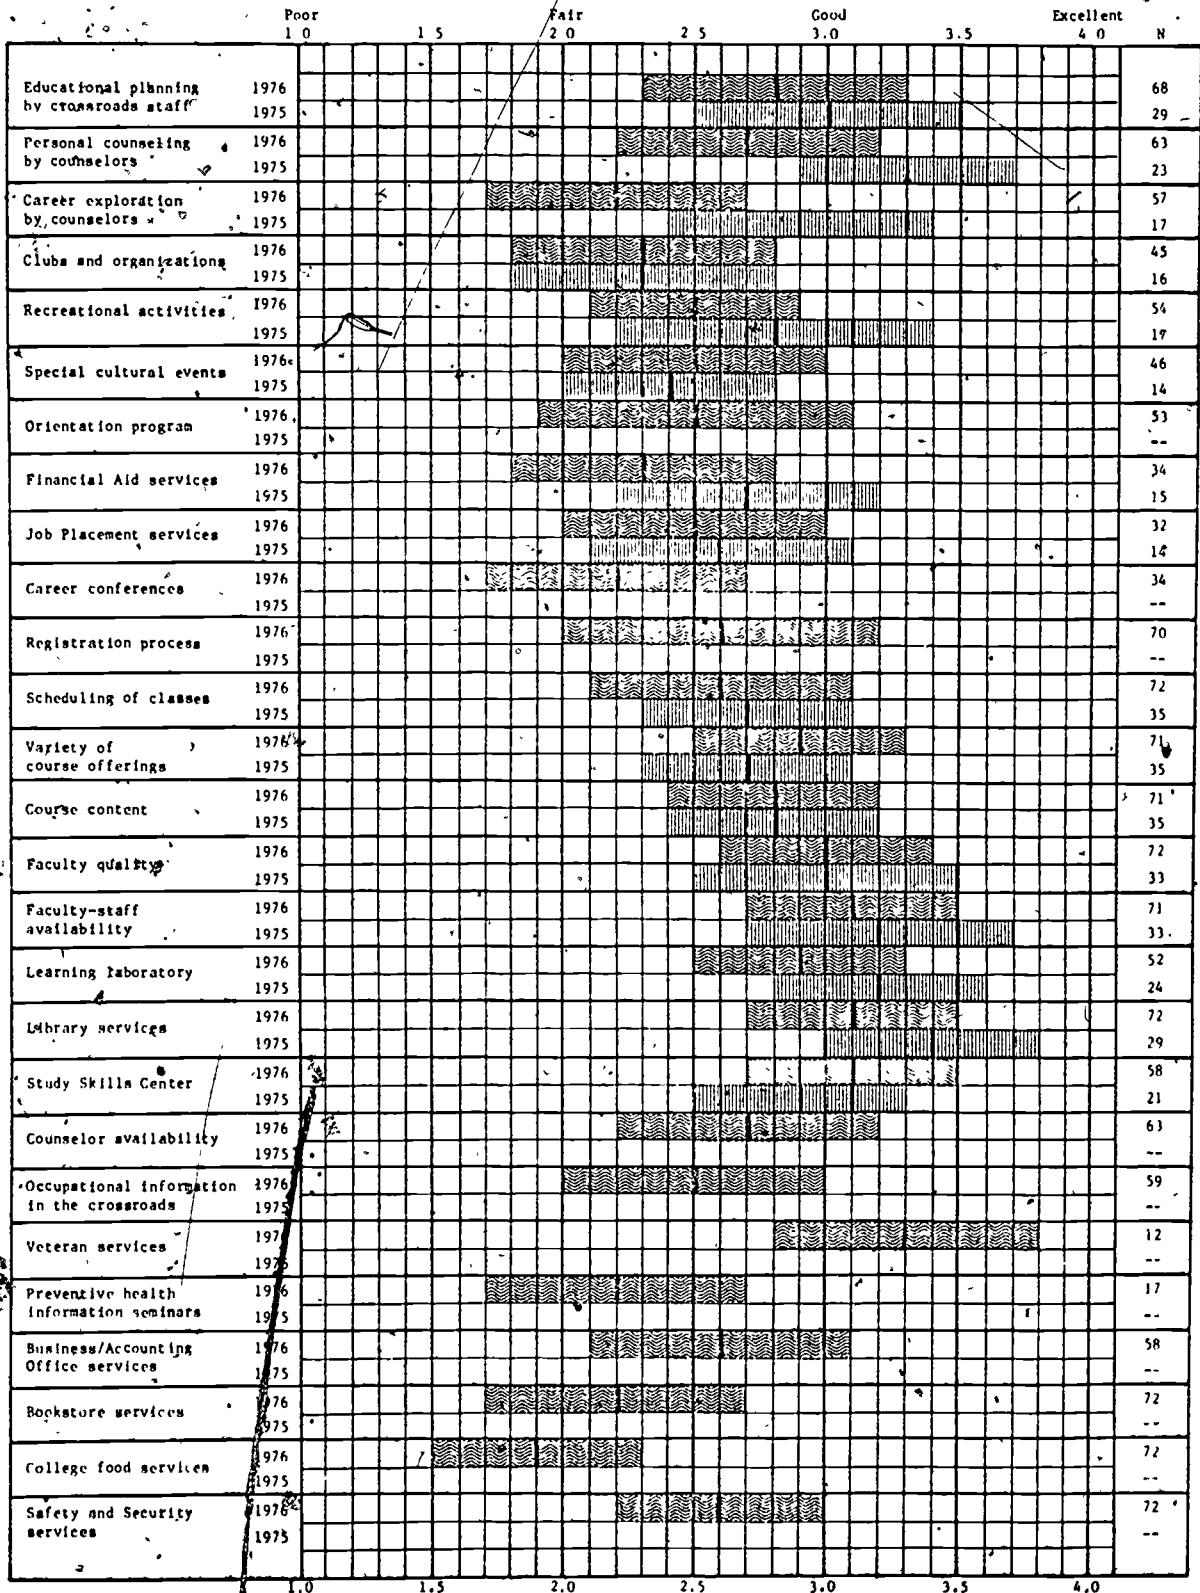 Poor Fair Good Excellent
1 0 1 5 2 0 2 5 3.0 3.5 4 0 N
Educational planning 1976 68
by crossroads staff 1975 29
Personal counseling 1976 63
by counselors 1975 23
Career exploration 1976 57
by counselors 1975 17
Clubs and organizations 1976 45
1975 16
Recreational activities 1976 54
1975 17
Special cultural events 1976 46
1975 14
Orientation program 1976 53
1975 --
Financial Aid services 1976 34
1975 15
Job Placement services 1976 32
1975 14
Career conferences 1976 34
1975 --
Registration process 1976 70
1975 --
Scheduling of classes 1976 72
1975 35
Variety of 1976 71
course offerings 1975 35
Course content 1976 71
1975 35
Faculty quality 1976 72
1975 33
Faculty-staff 1976 71
availability 1975 33
Learning laboratory 1976 52
1975 24
Library services 1976 72
1975 29
Study Skills Center 1976 58
1975 21
Counselor availability 1976 63
1975 --
Occupational information 1976 59
in the crossroads 1975 --
Veteran services 1976 12
1975 --
Preventive health 1976 17
information seminars 1975 --
Business/Accounting 1976 58
Office services 1975 --
Bookstore services 1976 72
1975 --
College food services 1976 72
1975 --
Safety and Security 1976 72
services 1975 --
1.0 1.5 2.0 2.5 3.0 3.5 4.0